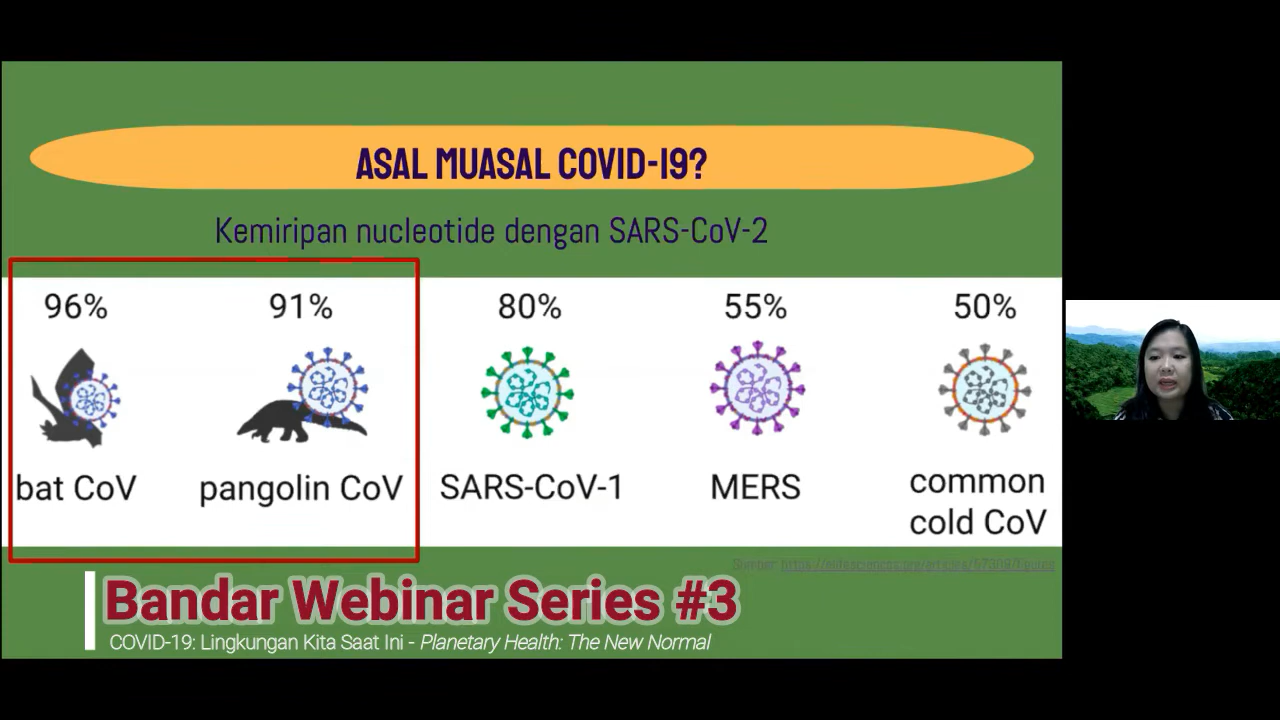 ASAL MUASAL COVID-19?
Kemiripan nucleotide dengan SARS-CoV-2
96% 91% 80% 55% 50%
bat CoV pangolin CoV SARS-CoV-1 MERS common
cold CoV
Sumber:
Bandar Webinar Series #3
COVID-19: Lingkungan Kita Saat Ini - Planetary Health: The New Normal